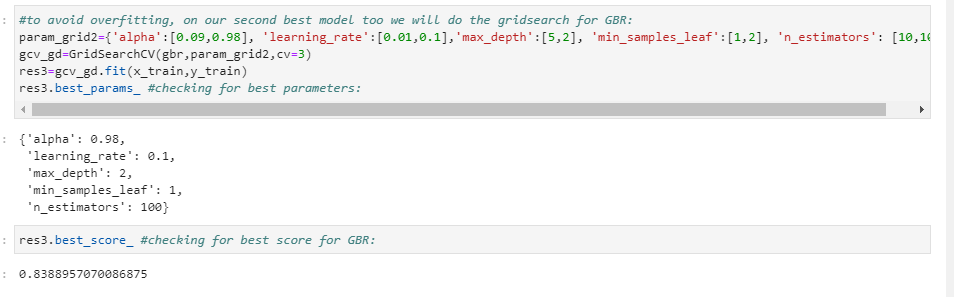 #to avoid overfitting, on our second best model too we will do the gridsearch for GBR:
param_grid2={'alpha':[0.09,0.98], 'learning_rate':[0.01,0.1],'max_depth':[5,2], 'min_samples_leaf':[1,2], 'n_estimators': [10,10
gcv_gd=GridSearchCV(gbr,param_grid2,cv=3)
res3=gcv_gd.fit(x_train,y_train)
res3.best_params_ #checking for best parameters:
: {'alpha': 0.98,
'learning_rate': 0.1,
'max_depth': 2,
'min_samples_leaf': 1,
'n_estimators': 100}
: res3.best_score_ #checking for best score for GBR:
: 0.8388957070086875